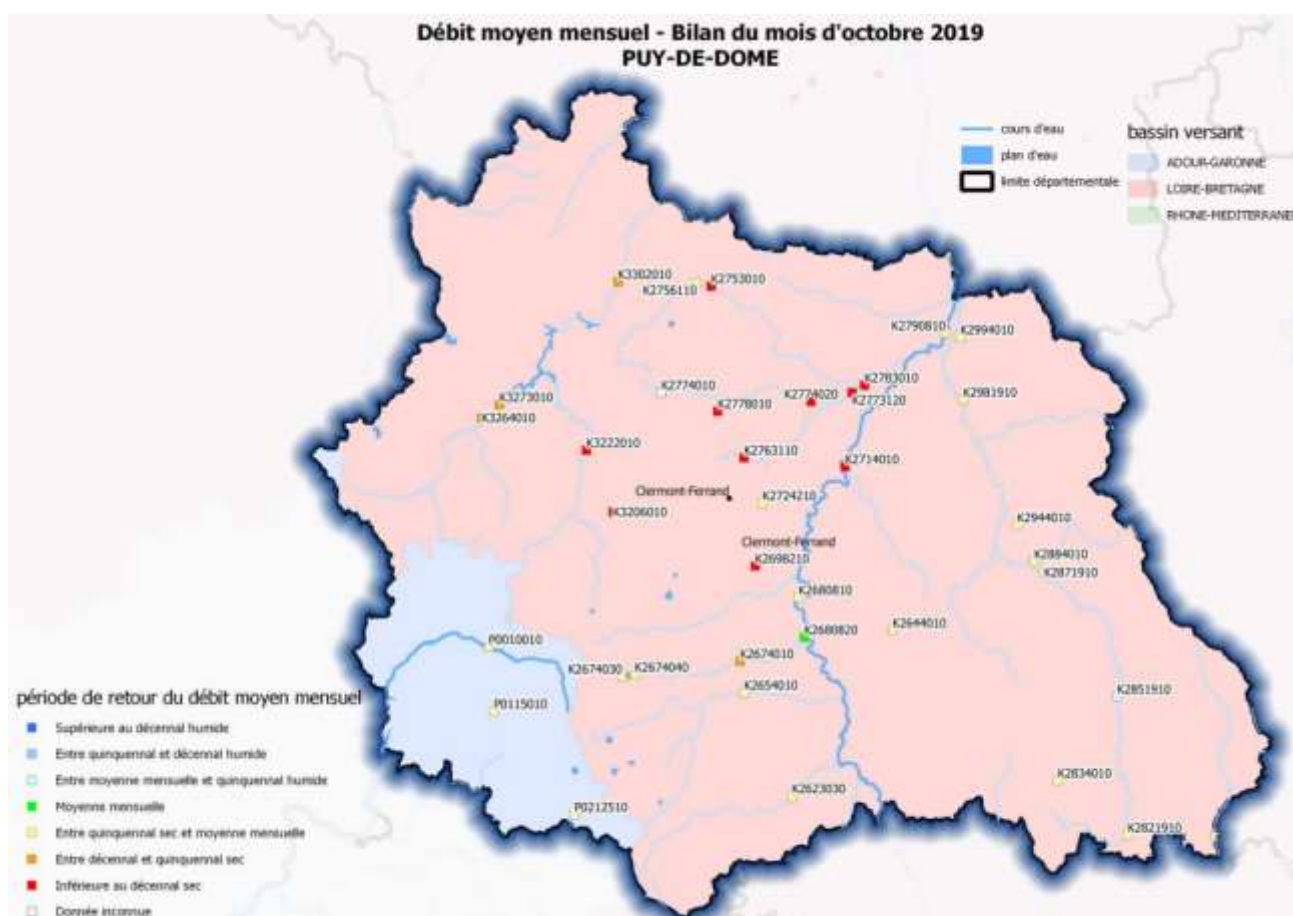 Débit moyen mensuel - Bilan du mois d'octobre 2019
PUY-DE-DOME
cours d'eau
plan d'eau
limite départementale
bassin versant
ADOUR-GARONNE
LOIRE-BRETAGNE
RHONE-MEDITERRANE
K3302010
K2756110
K2753010
K2790810
K2994010
K2774010
K2783010
K2774020
K2773120
K2981910
K3273010
K3264010
K2778010
K3222010
K2763110
K2714010
Clermont-Ferrand
K2724210
K3206010
K2944010
Clermont-Ferrand
K2698210
K2884010
K2871910
K2680810
K2680820
K2644010
P0010010
K2674010
K2674030
K2674040
K2654010
K2851910
P0115010
K2834010
K2623030
P0212510
K2821910
période de retour du débit moyen mensuel
Supérieure au décennal humide
Entre quinquennal et décennal humide
Entre moyenne mensuelle et quinquennal humide
Moyenne mensuelle
Entre quinquennal sec et moyenne mensuelle
Entre décennal et quinquennal sec
Inférieure au décennal sec
Donnée inconnue